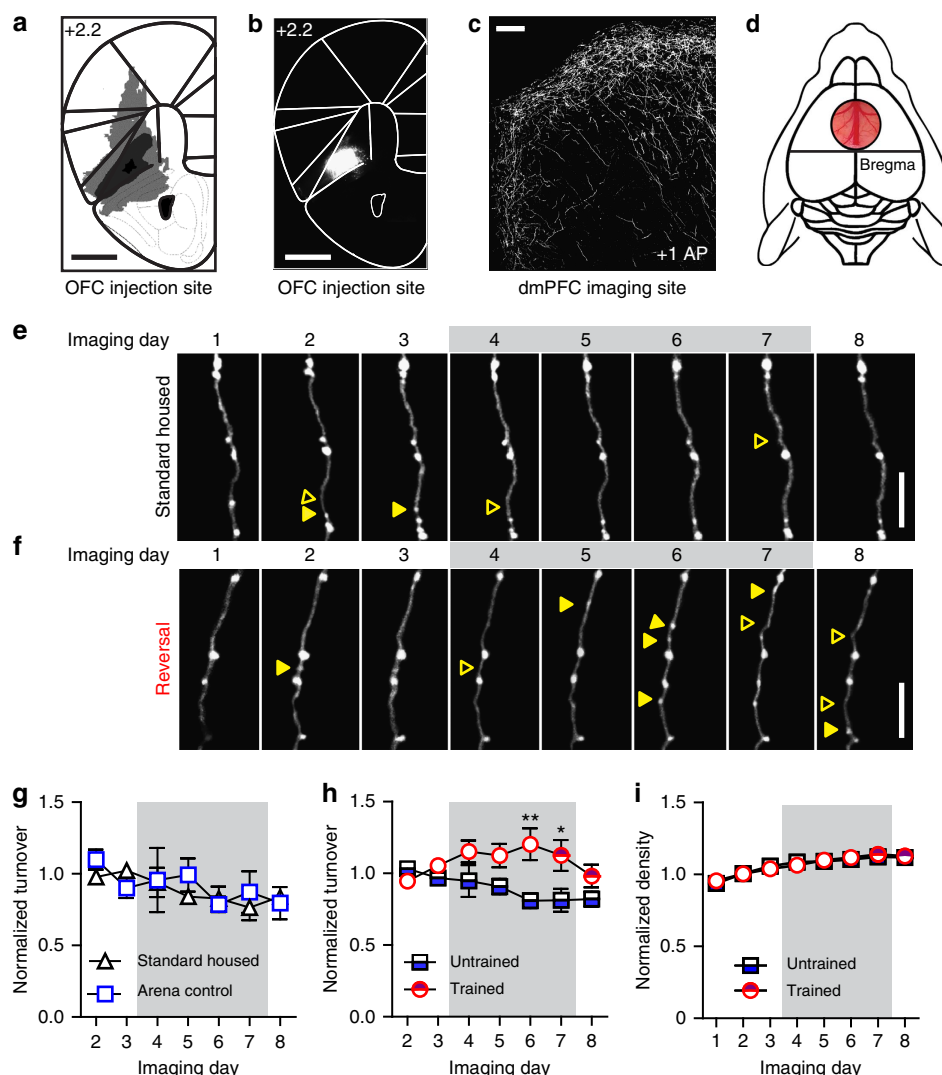 a b c d
+2.2 +2.2
Bregma
+1 AP
OFC injection site OFC injection site dmPFC imaging site
e Imaging day 1 2 3 4 5 6 7 8
Standard housed
f Imaging day 1 2 3 4 5 6 7 8
Reversal
g
Normalized turnover
1.5
1.0
0.5
0.0
Standard housed
Arena control
2 3 4 5 6 7 8
Imaging day
h
Normalized turnover
1.5
1.0
0.5
0.0
** *
Untrained
Trained
2 3 4 5 6 7 8
Imaging day
i
Normalized density
1.5
1.0
0.5
0
Untrained
Trained
1 2 3 4 5 6 7 8
Imaging day